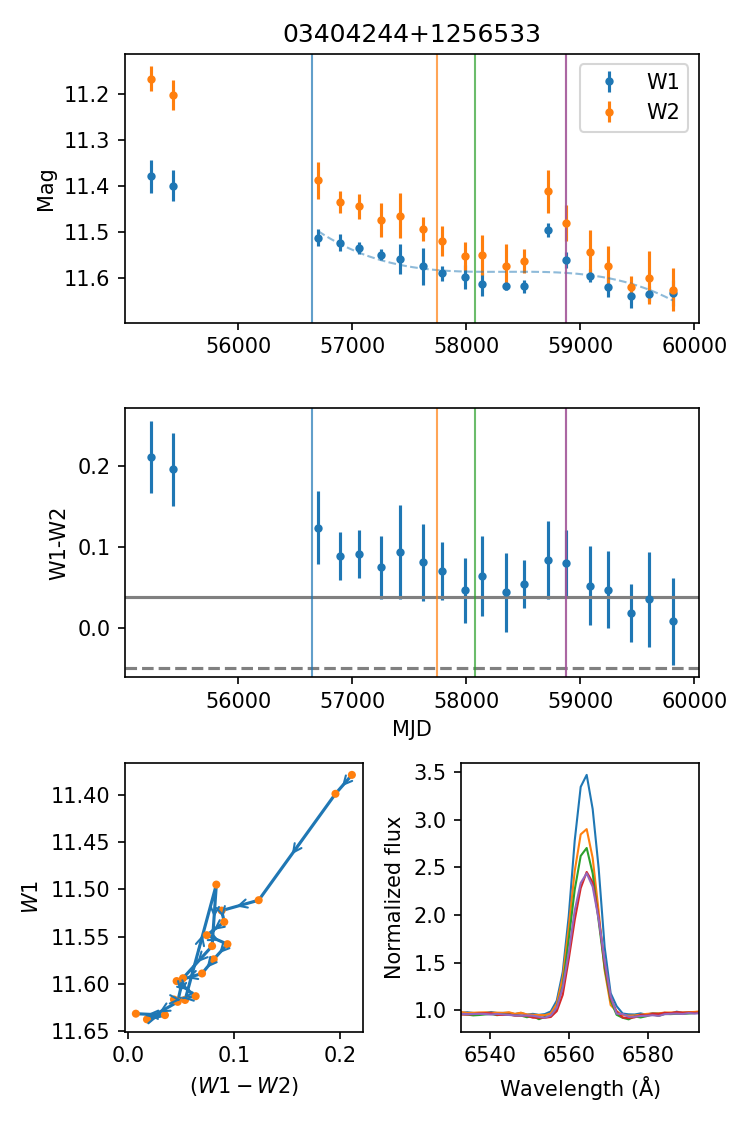 03404244+1256533
W1
W2
Mag
11.2
11.3
11.4
11.5
11.6
56000 57000 58000 59000 60000
W1-W2
0.2
0.1
0.0
56000 57000 58000 59000 60000
MJD
W1
11.40
11.45
11.50
11.55
11.60
11.65
0.0 0.1 0.2
(W1 − W2)
Normalized flux
3.5
3.0
2.5
2.0
1.5
1.0
6540 6560 6580
Wavelength (Å)